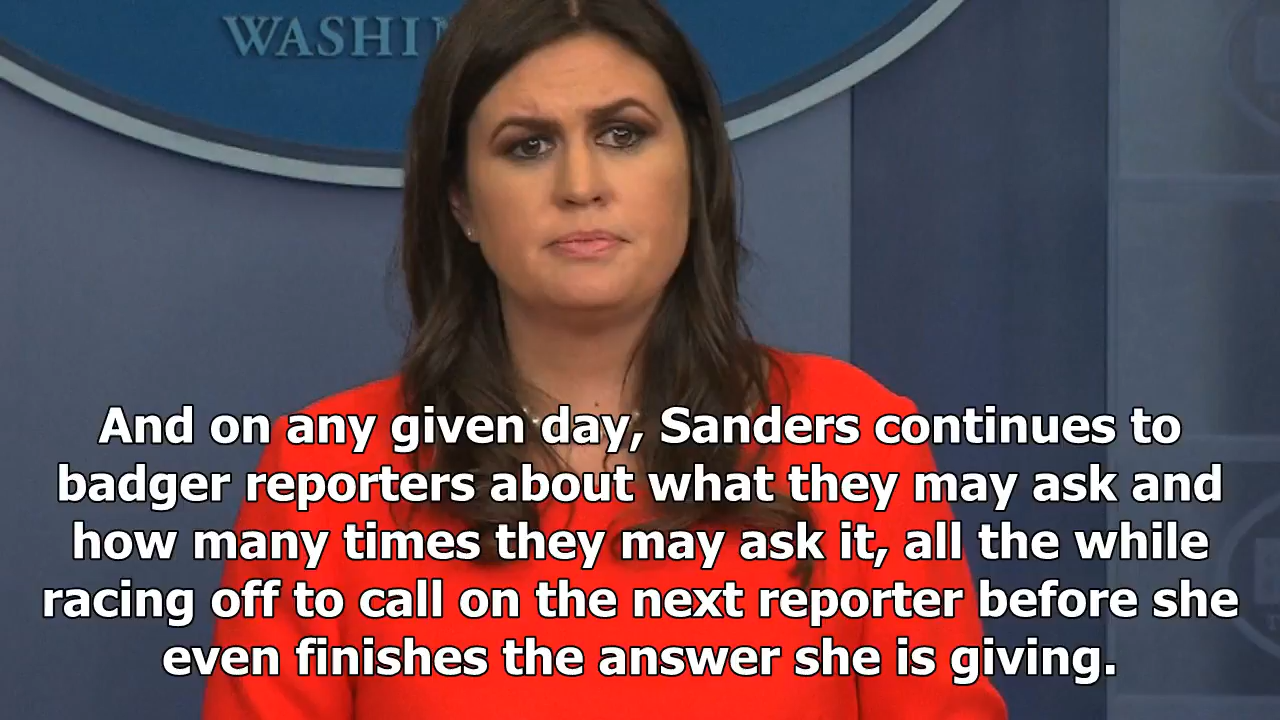 WASHI
And on any given day, Sanders continues to
badger reporters about what they may ask and
how many times they may ask it, all the while
racing off to call on the next reporter before she
even finishes the answer she is giving.